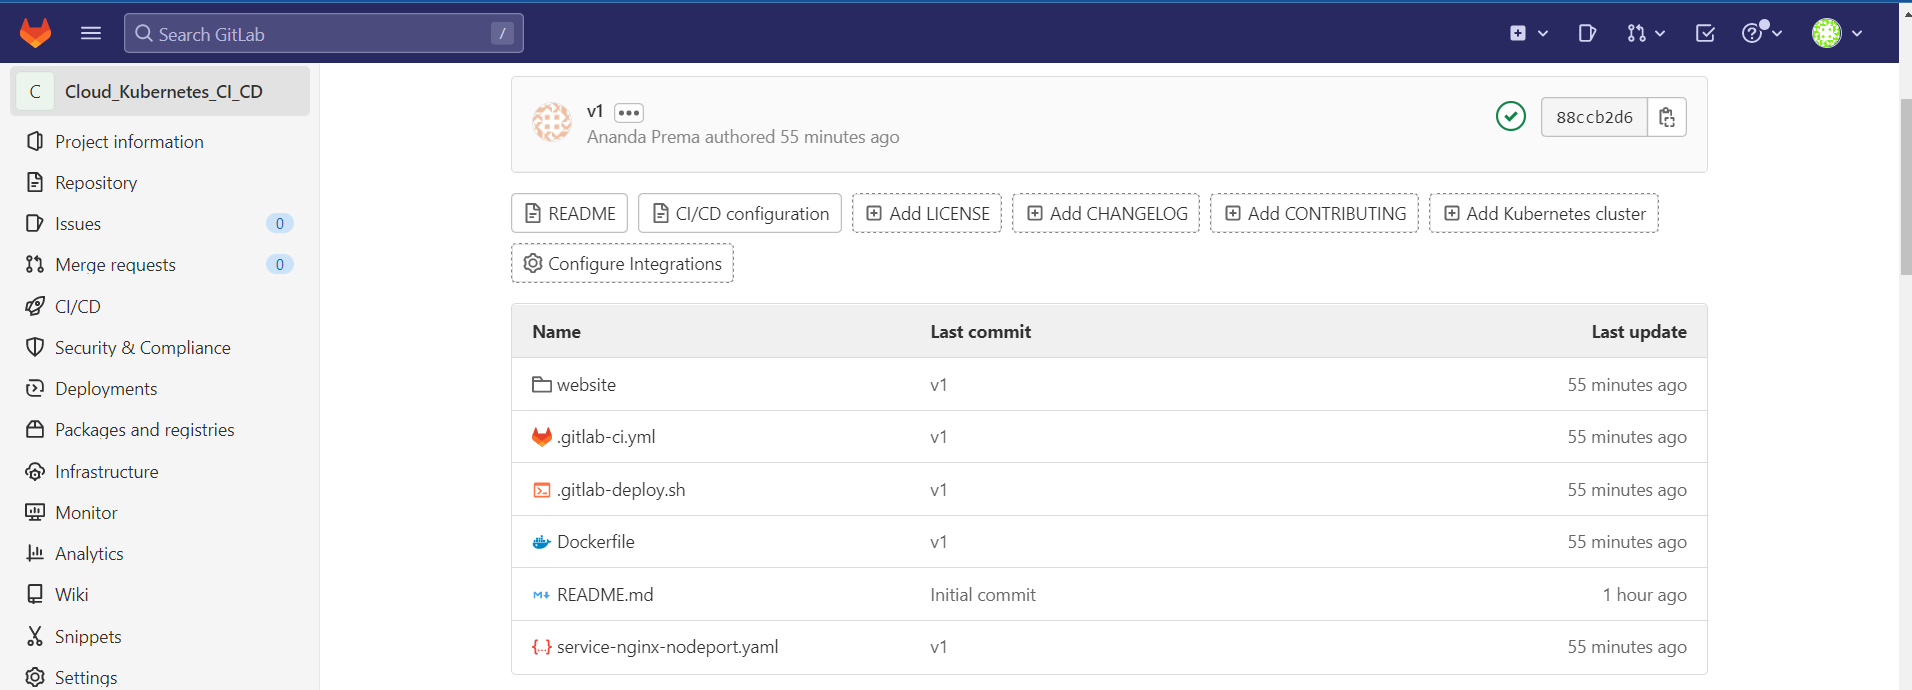 Search GitLab /
C Cloud_Kubernetes_CI_CD
Project information
Repository
Issues 0
Merge requests 0
CI/CD
Security & Compliance
Deployments
Packages and registries
Infrastructure
Monitor
Analytics
Wiki
Snippets
Settings
v1
Ananda Prema authored 55 minutes ago
88ccb2d6
README CI/CD configuration Add LICENSE Add CHANGELOG Add CONTRIBUTING Add Kubernetes cluster
Configure Integrations
Name Last commit Last update
website v1 55 minutes ago
.gitlab-ci.yml v1 55 minutes ago
.gitlab-deploy.sh v1 55 minutes ago
Dockerfile v1 55 minutes ago
README.md Initial commit 1 hour ago
service-nginx-nodeport.yaml v1 55 minutes ago